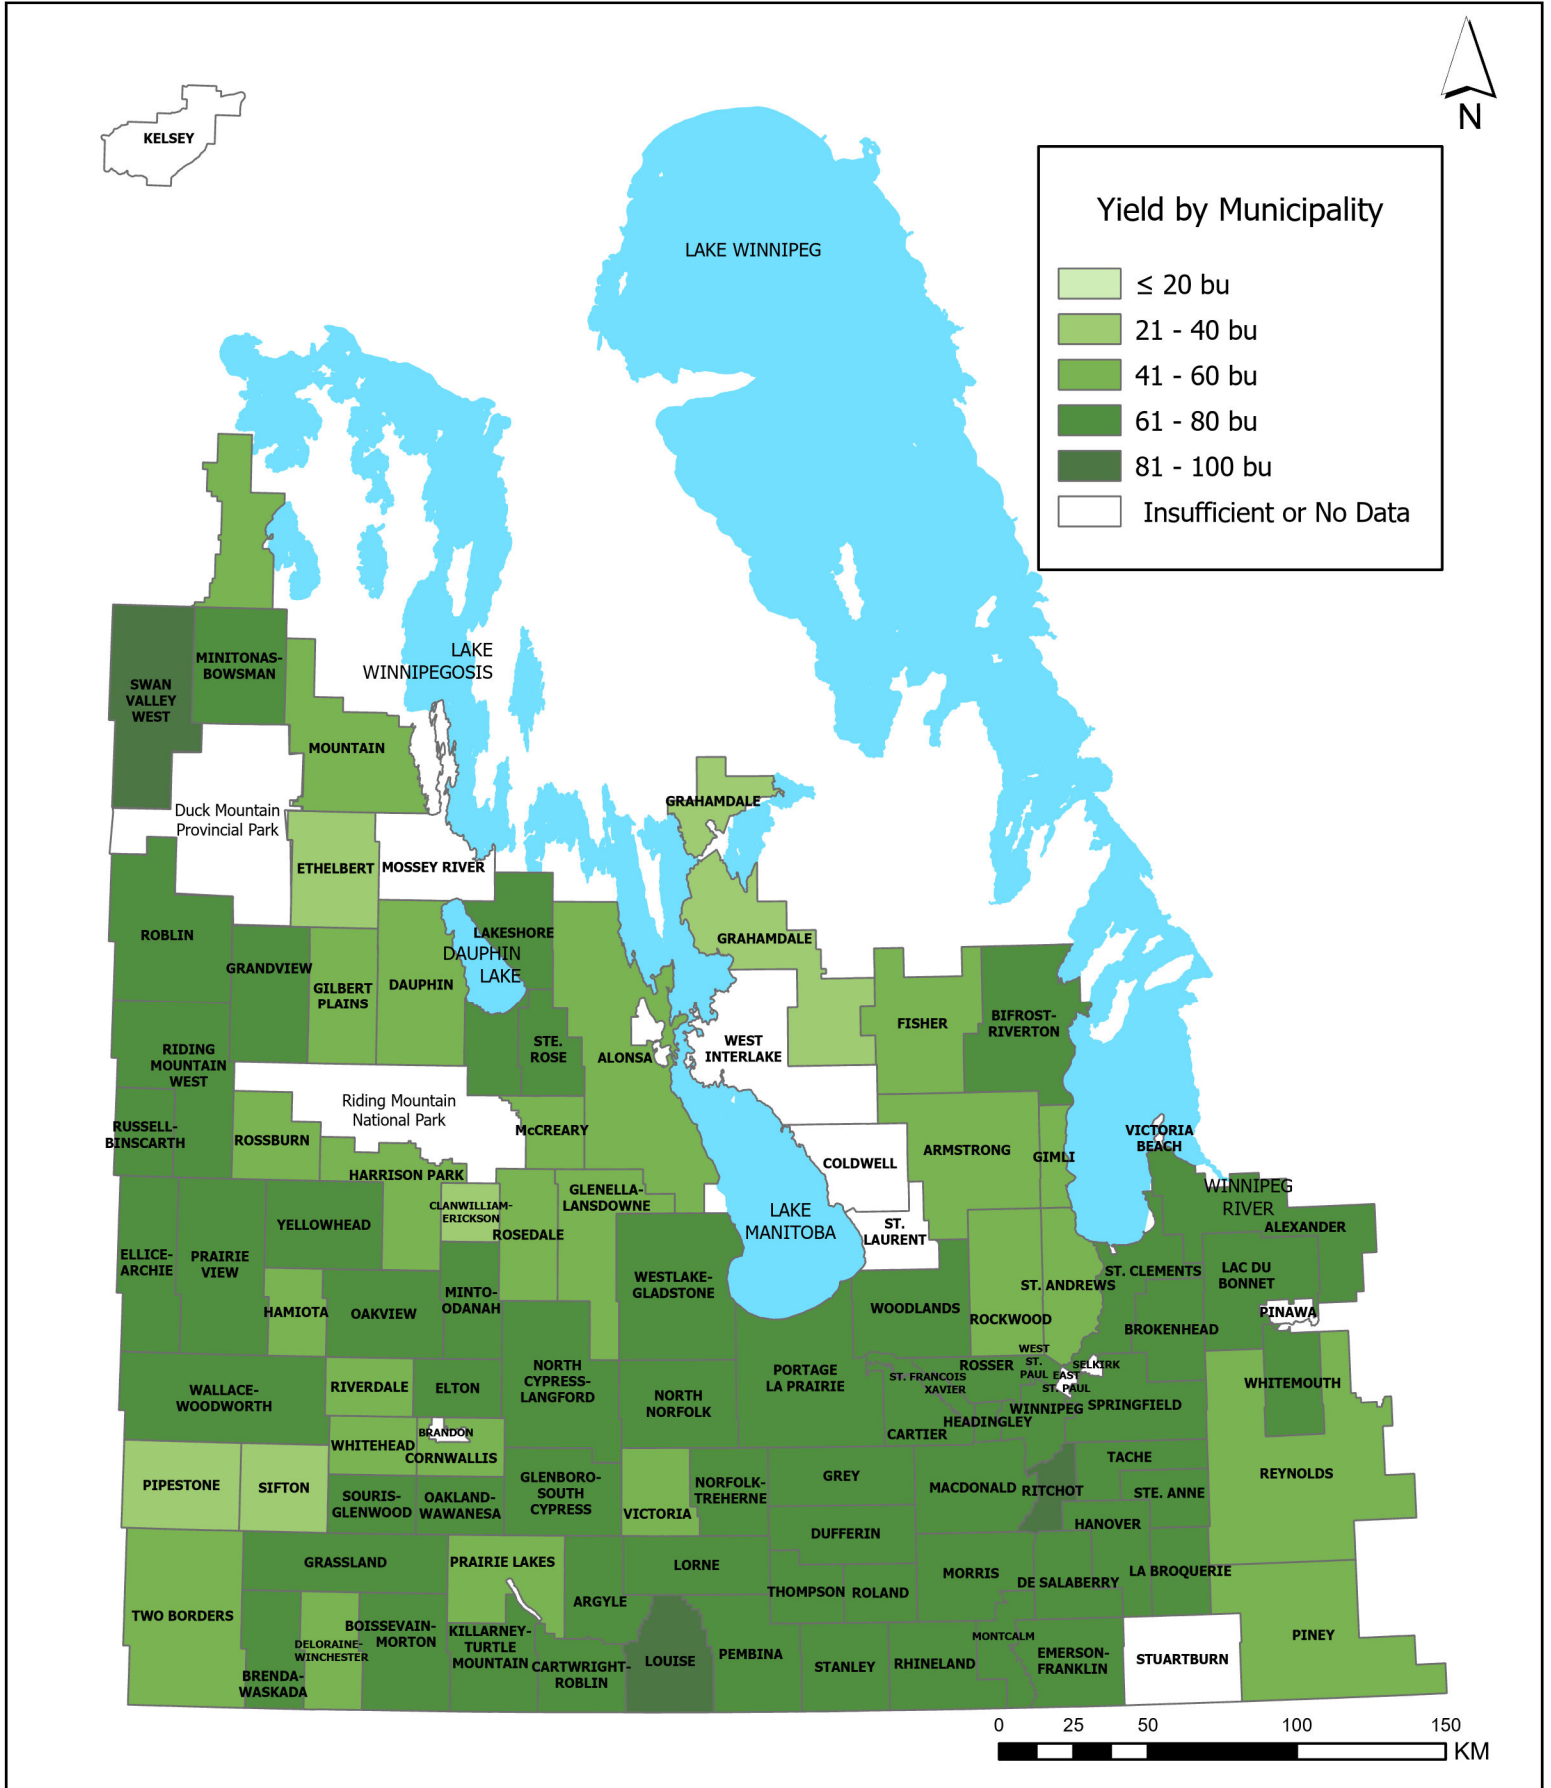 N
KELSEY
Yield by Municipality
≤ 20 bu
21 - 40 bu
41 - 60 bu
61 - 80 bu
81 - 100 bu
Insufficient or No Data
LAKE WINNIPEG
LAKE
WINNIPEGOSIS
MINITONAS-
BOWSMAN
SWAN
VALLEY
WEST
MOUNTAIN
Duck Mountain
Provincial Park
GRAHAMDALE
ETHELBERT
MOSSEY RIVER
ROBLIN
LAKESHORE
DAUPHIN
LAKE
GRAHAMDALE
GRANDVIEW
GILBERT
PLAINS
DAUPHIN
FISHER
BIFROST-
RIVERTON
RIDING
MOUNTAIN
WEST
STE.
ROSE
ALONSA
WEST
INTERLAKE
Riding Mountain
National Park
RUSSELL-
BINSCARTH
ROSSBURN
McCREARY
VICTORIA
BEACH
HARRISON PARK
COLDWELL
ARMSTRONG
GIMLI
CLANWILLIAM-
ERICKSON
GLENELLA-
LANSDOWNE
ROSEDALE
LAKE
MANITOBA
ST.
LAURENT
WINNIPEG
RIVER
ALEXANDER
YELLOWHEAD
ELLICE-
ARCHIE
PRAIRIE
VIEW
WESTLAKE-
GLADSTONE
ST. CLEMENTS
LAC DU
BONNET
ST. ANDREWS
HAMIOTA
OAKVIEW
MINTO-
ODANAH
WOODLANDS
ROCKWOOD
PINAWA
BROKENHEAD
WALLACE-
WOODWORTH
RIVERDALE
ELTON
NORTH
CYPRESS-
LANGFORD
NORTH
NORFOLK
PORTAGE
LA PRAIRIE
ST. FRANCOIS
XAVIER
ROSSER
WEST
ST.
PAUL
EAST
ST. PAUL
SELKIRK
WHITEMOUTH
WINNIPEG
SPRINGFIELD
HEADINGLEY
CARTIER
WHITEHEAD
BRANDON
CORNWALLIS
PIPESTONE
SIFTON
SOURIS-
GLENWOOD
OAKLAND-
WAWANESA
GLENBORO-
SOUTH
CYPRESS
VICTORIA
NORFOLK-
TREHERNE
GREY
MACDONALD
RITCHOT
TACHE
STE. ANNE
REYNOLDS
HANOVER
DUFFERIN
GRASSLAND
PRAIRIE LAKES
LORNE
ARGYLE
THOMPSON
ROLAND
MORRIS
DE SALABERRY
LA BROQUERIE
TWO BORDERS
DELORAINE-
WINCHESTER
BOISSEVAIN-
MORTON
BRENDA-
WASKADA
KILLARNEY-
TURTLE
MOUNTAIN
CARTWRIGHT-
ROBLIN
LOUISE
PEMBINA
STANLEY
RHINELAND
MONTCALM
EMERSON-
FRANKLIN
STUARTBURN
PINEY
0 25 50 100 150
KM